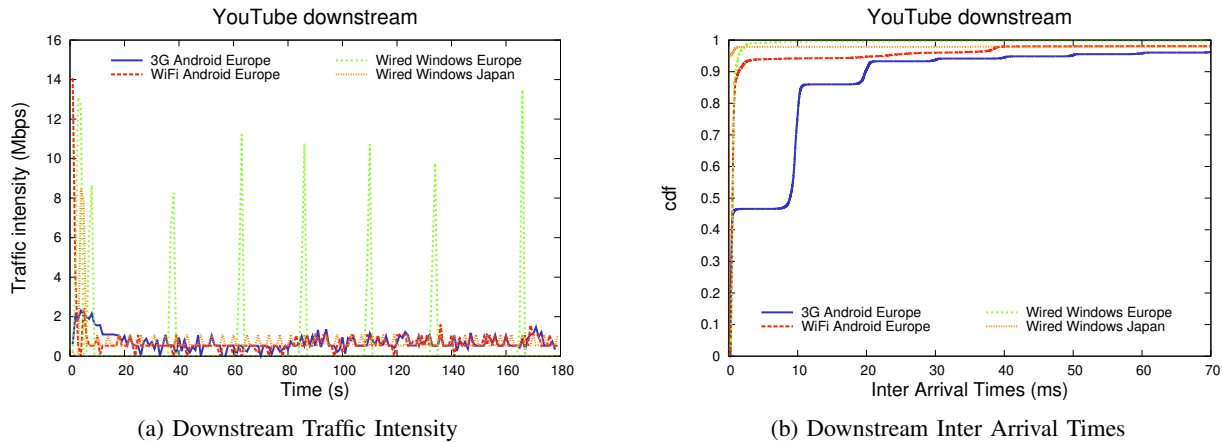 YouTube downstream
16
14
12
10
8
6
4
2
0
Traffic intensity (Mbps)
3G Android Europe
WiFi Android Europe
Wired Windows Europe
Wired Windows Japan
0 20 40 60 80 100 120 140 160 180
Time (s)
(a) Downstream Traffic Intensity
YouTube downstream
1
0.9
0.8
0.7
0.6
0.5
0.4
0.3
0.2
0.1
0
cdf
3G Android Europe
WiFi Android Europe
Wired Windows Europe
Wired Windows Japan
0 10 20 30 40 50 60 70
Inter Arrival Times (ms)
(b) Downstream Inter Arrival Times